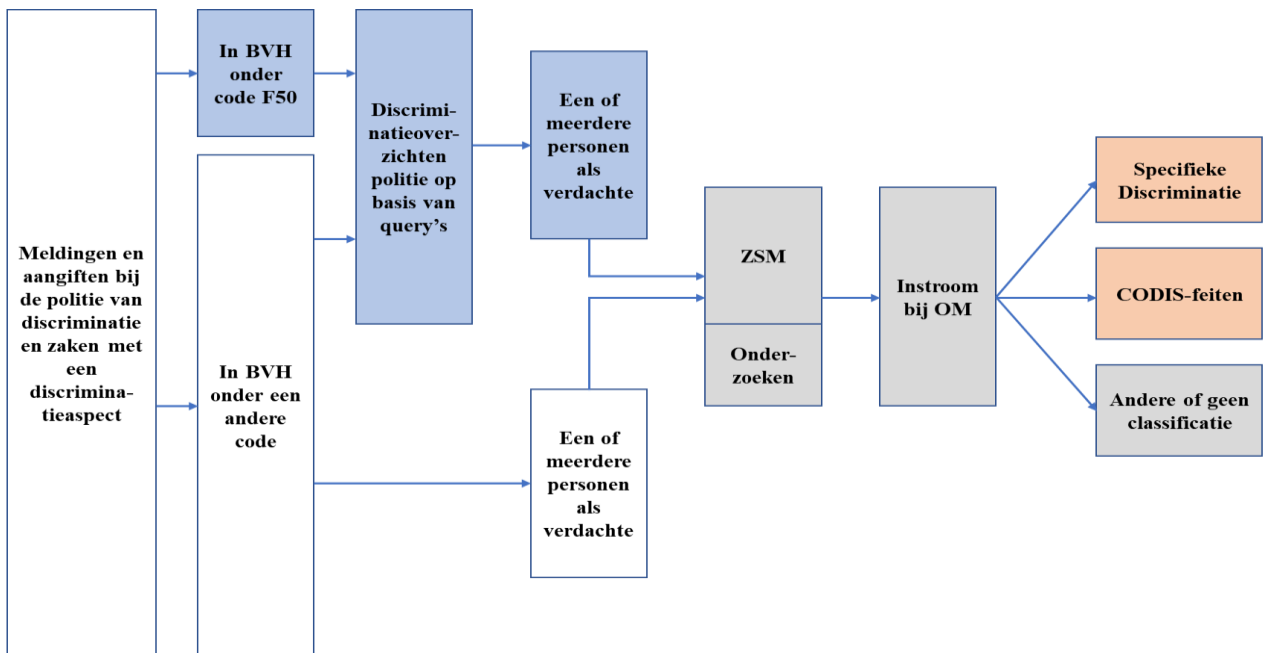 Meldingen en
aangiften bij
de politie van
discriminatie
en zaken met
een
discrimina-
tieaspect
In BVH
onder
code F50
In BVH
onder een
andere
code
Discrimi-
natieover-
zichten
politie op
basis van
query’s
Een of
meerdere
personen
als
verdachte
Een of
meerdere
personen
als
verdachte
ZSM
Onder-
zoeken
Instroom
bij OM
Specifieke
Discriminatie
CODIS-feiten
Andere of geen
classificatie